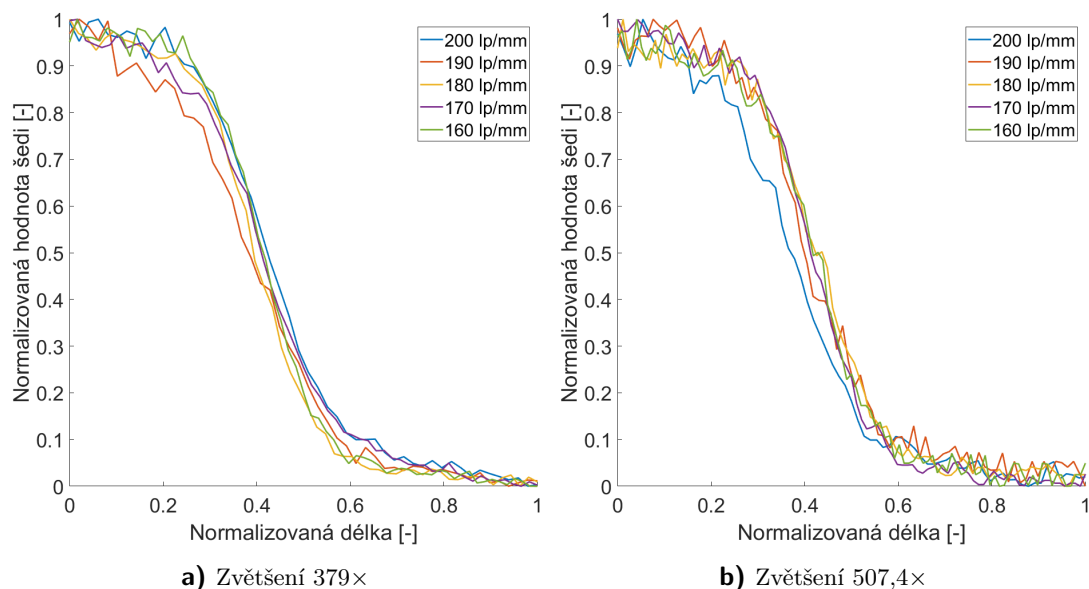 1
0.9
0.8
0.7
0.6
0.5
0.4
0.3
0.2
0.1
0
Normalizovaná hodnota šedi [-]
200 lp/mm
190 lp/mm
180 lp/mm
170 lp/mm
160 lp/mm
0
0.2
0.4
0.6
0.8
1
Normalizovaná délka [-]
a) Zvětšení 379×
1
0.9
0.8
0.7
0.6
0.5
0.4
0.3
0.2
0.1
0
Normalizovaná hodnota šedi [-]
200 lp/mm
190 lp/mm
180 lp/mm
170 lp/mm
160 lp/mm
0
0.2
0.4
0.6
0.8
1
Normalizovaná délka [-]
b) Zvětšení 507,4×